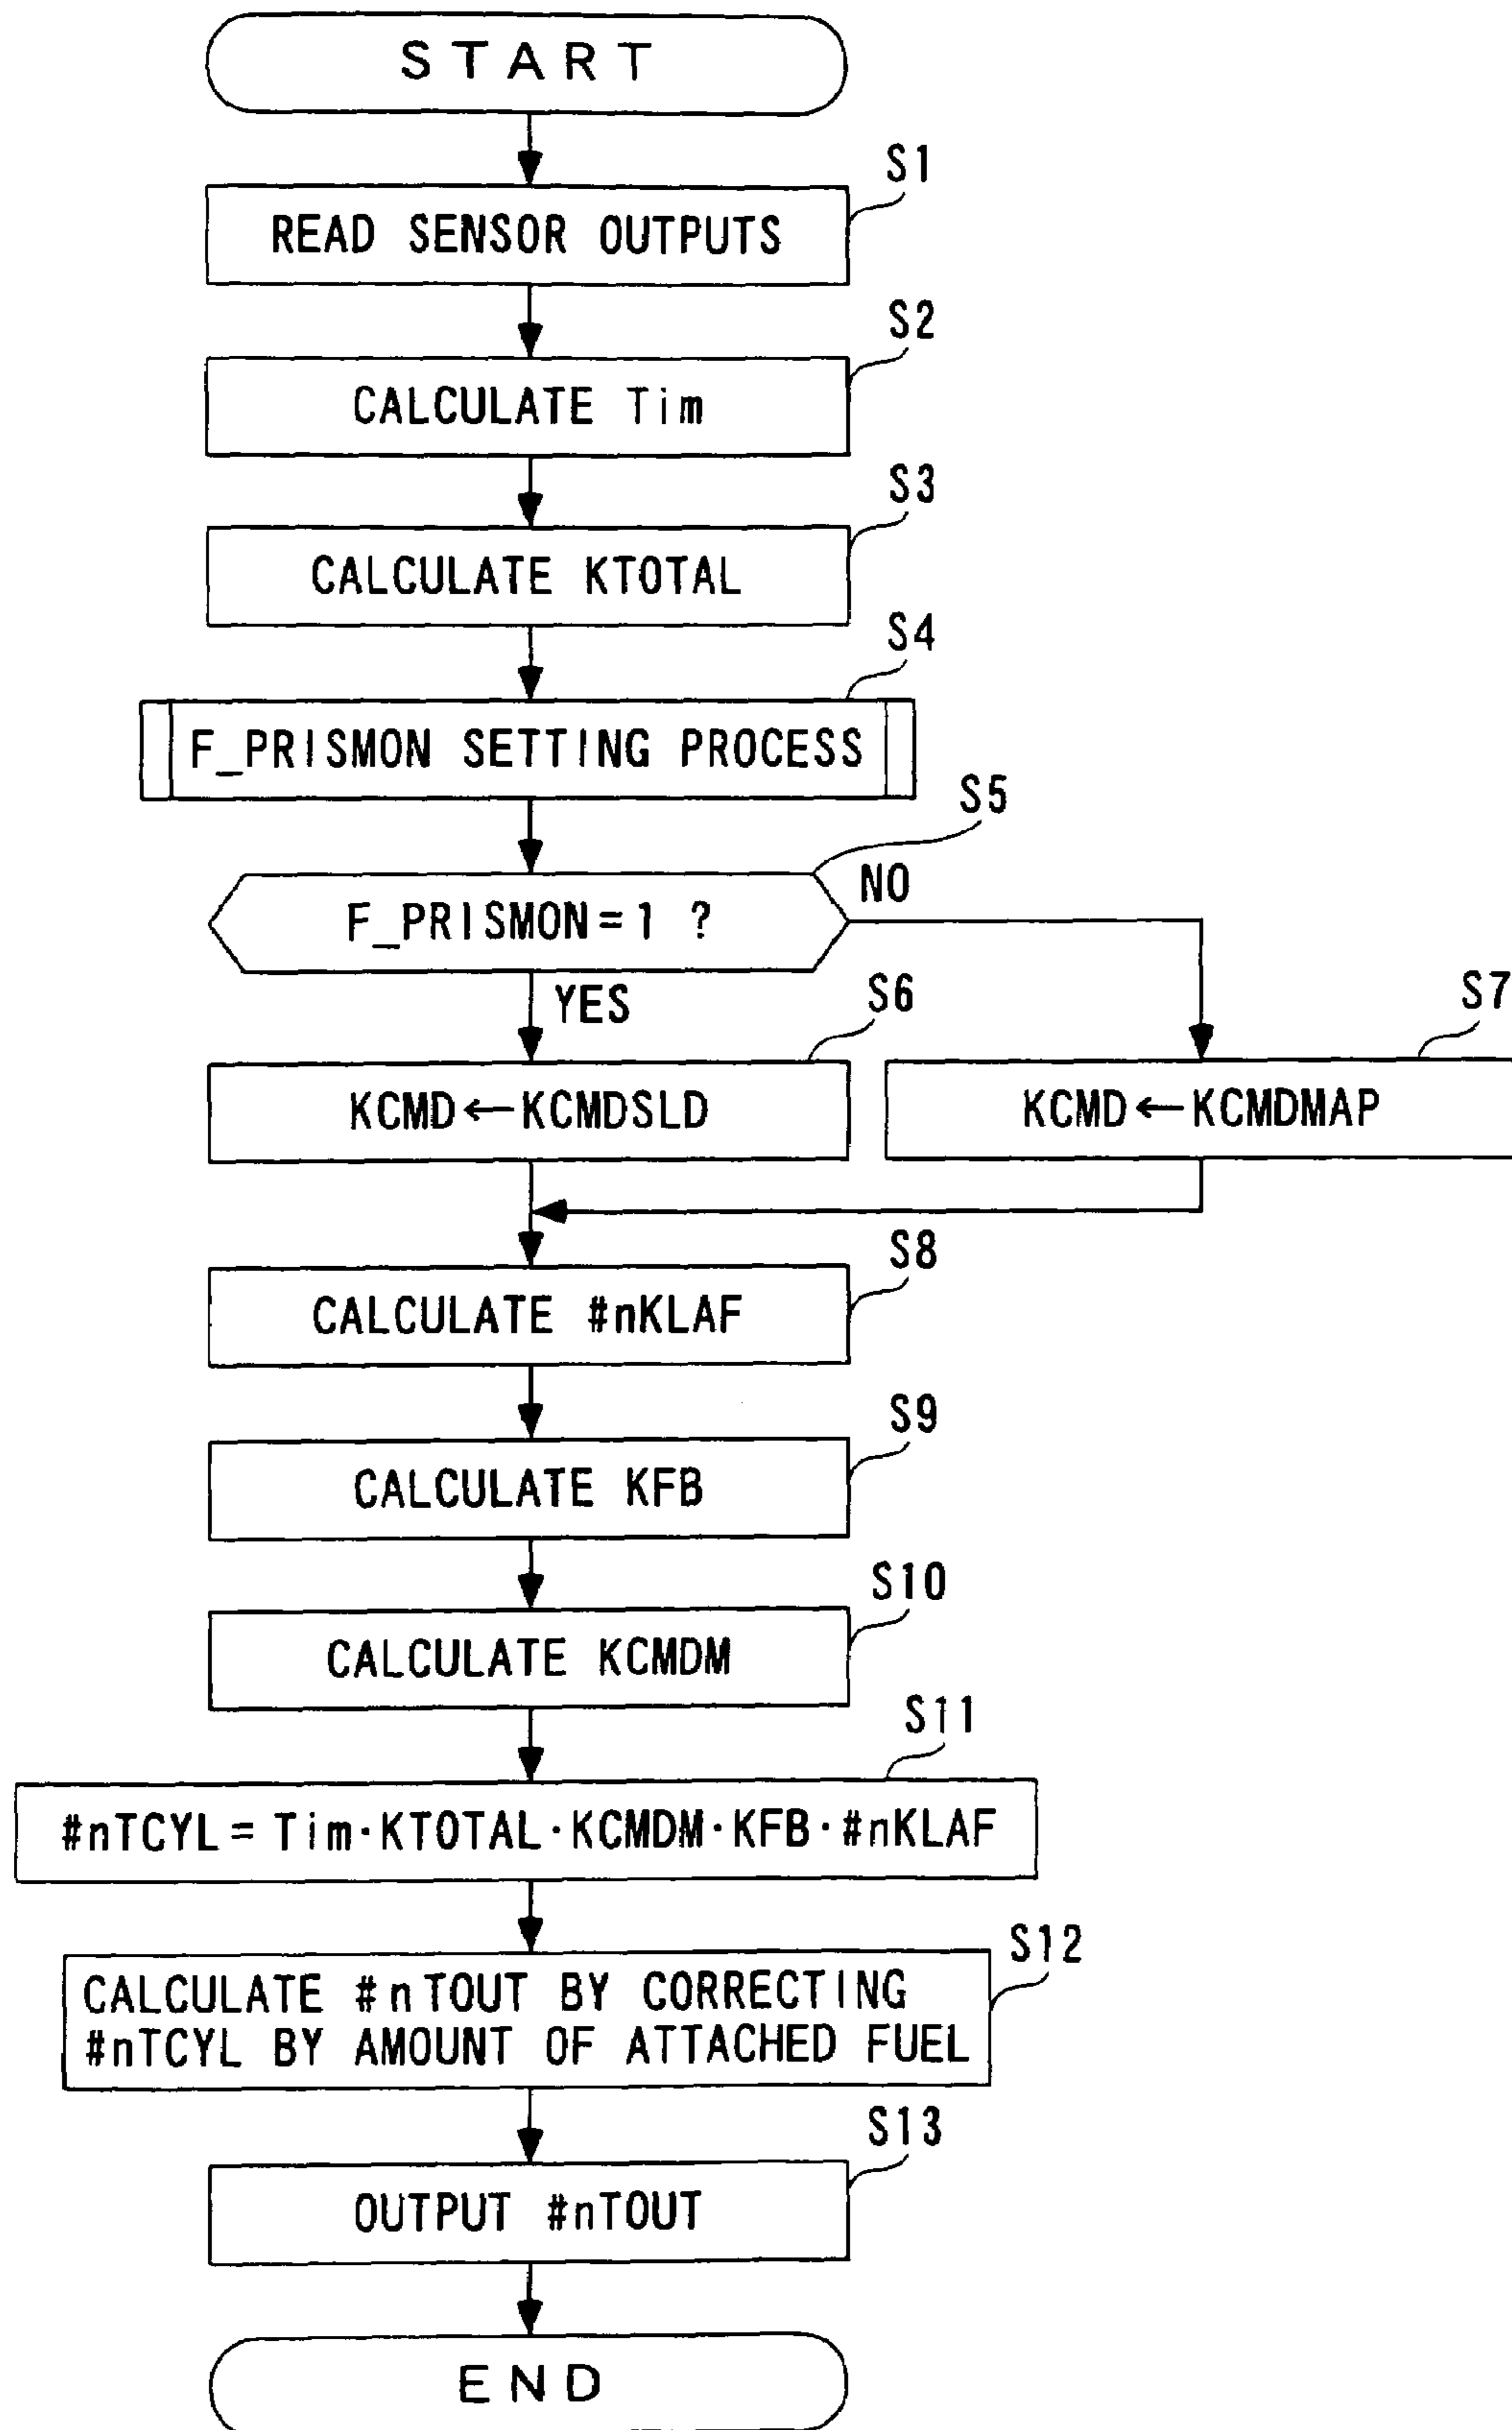 START
S1
READ SENSOR OUTPUTS
S2
CALCULATE Tim
S3
CALCULATE KTOTAL
S4
F_PRISMON SETTING PROCESS
S5
F_PRISMON=1 ?
NO
YES
S6
KCMD←KCMDSLD
S7
KCMD←KCMDMAP
S8
CALCULATE #nKLAF
S9
CALCULATE KFB
S10
CALCULATE KCMDM
S11
#nTCYL=Tim·KTOTAL·KCMDM·KFB·#nKLAF
S12
CALCULATE #nTOUT BY CORRECTING
#nTCYL BY AMOUNT OF ATTACHED FUEL
S13
OUTPUT #nTOUT
END